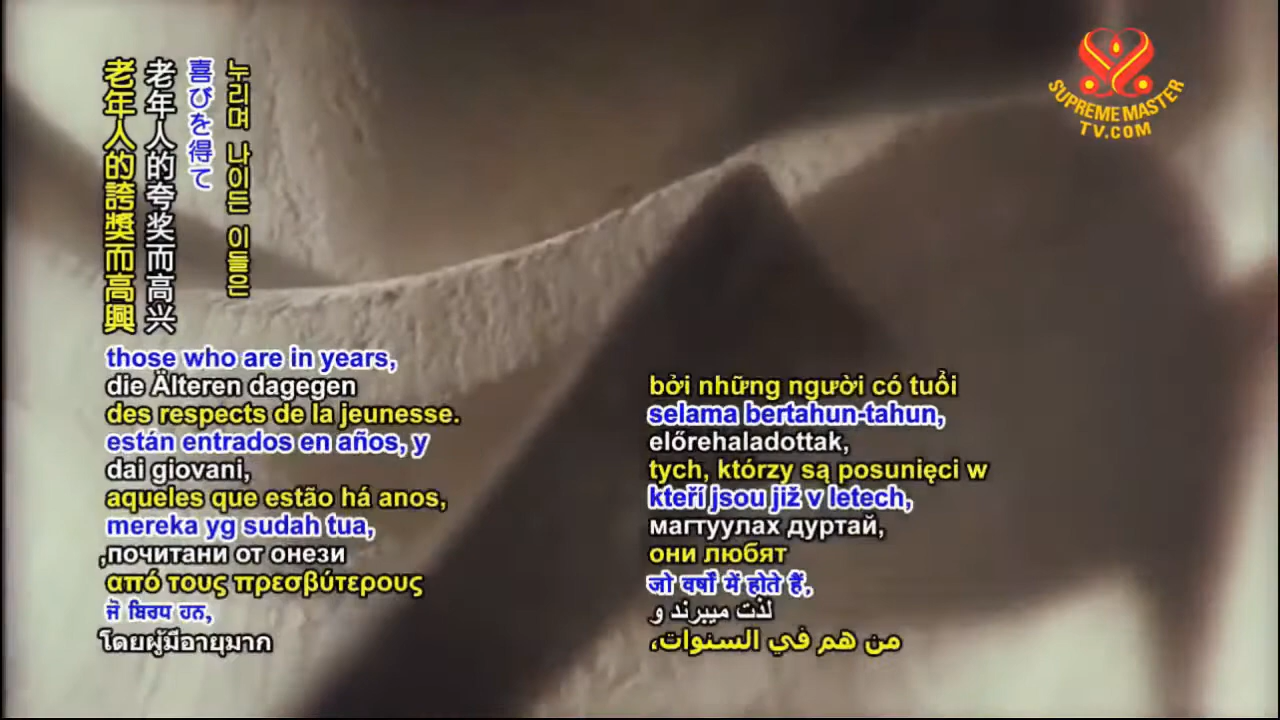 老年人的誇獎而高興
老年人的夸奖而高兴
喜びを得て
누리며 나이든 이들은
SUPREME MASTER
TV.COM
those who are in years,
die Älteren dagegen
des respects de la jeunesse.
están entrados en años, y
dai giovani,
aqueles que estão há anos,
mereka yg sudah tua,
,почитани от онези
από τους πρεσβύτερους
ਜੋ ਬਿਰਧ ਹਨ,
โดยผู้มีอายุมาก
bởi những người có tuổi
selama bertahun-tahun,
előrehaladottak,
tych, którzy są posunięci w
kteří jsou již v letech,
магтуулах дуртай,
они любят
जो वर्षों में होते हैं,
لذت میبرند و
من هم في السنوات،